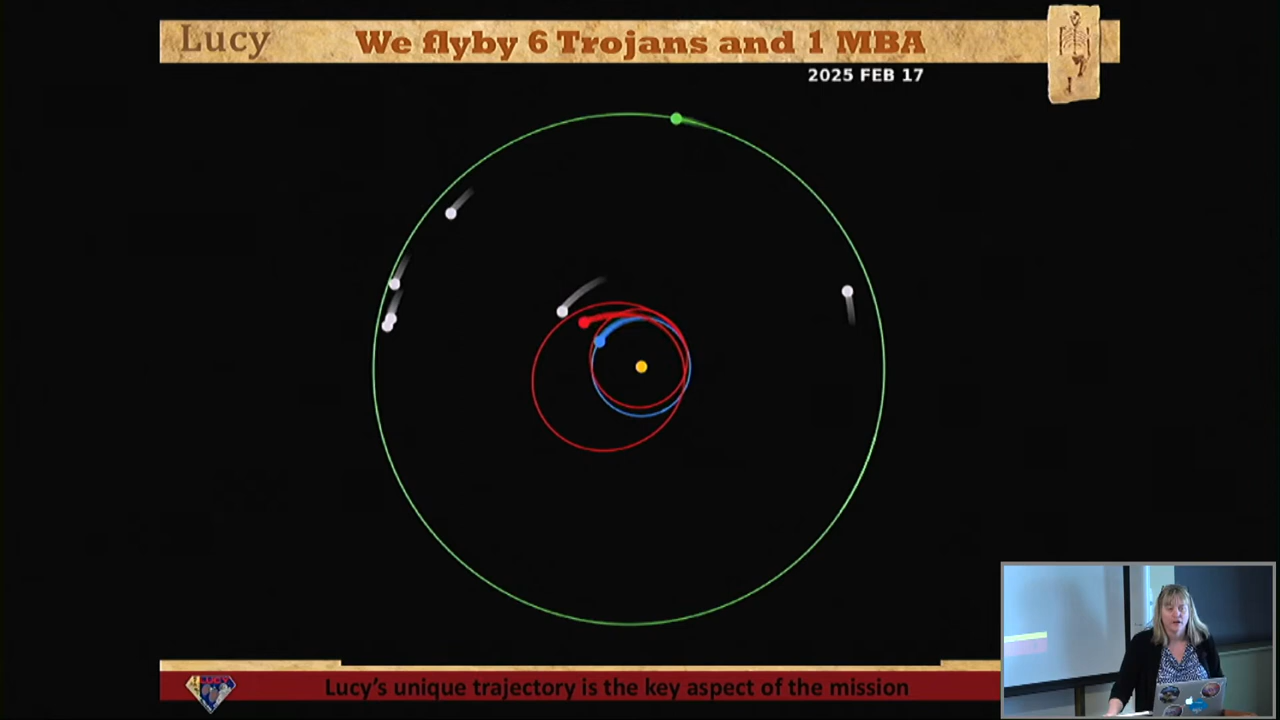 Lucy
We flyby 6 Trojans and 1 MBA
2025 FEB 17
LUCY
Lucy's unique trajectory is the key aspect of the mission